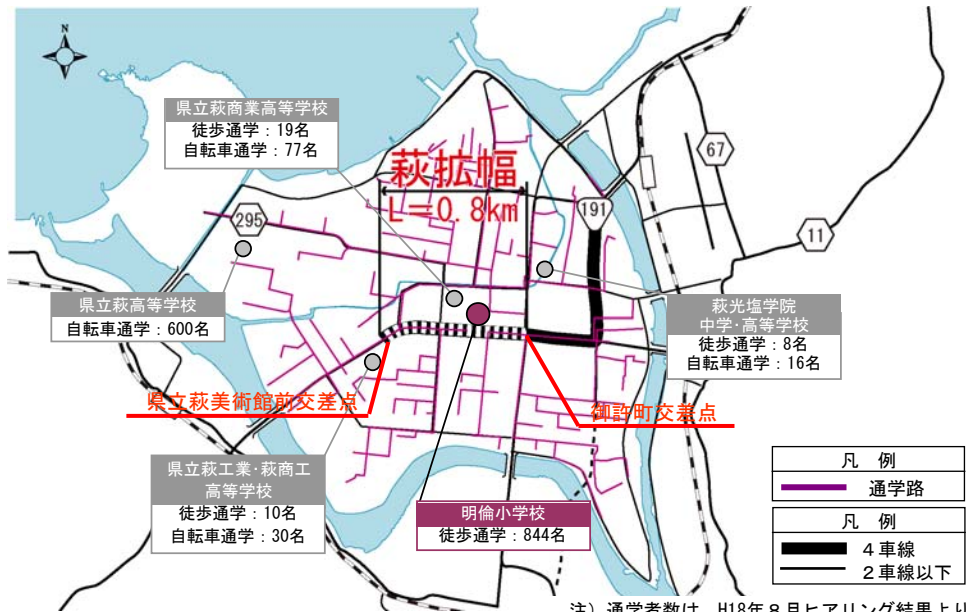 N
県立萩商業高等学校
徒歩通学：19名
自転車通学：77名
萩拡幅
L＝0.8km
295
191
67
11
県立萩高等学校
自転車通学：600名
萩光塩学院
中学・高等学校
徒歩通学：8名
自転車通学：16名
県立萩美術館前交差点
御許町交差点
県立萩工業・萩商工
高等学校
徒歩通学：10名
自転車通学：30名
明倫小学校
徒歩通学：844名
凡 例
通学路
凡 例
4車線
2車線以下
注）通学者数は、H18年8月ヒアリング結果より